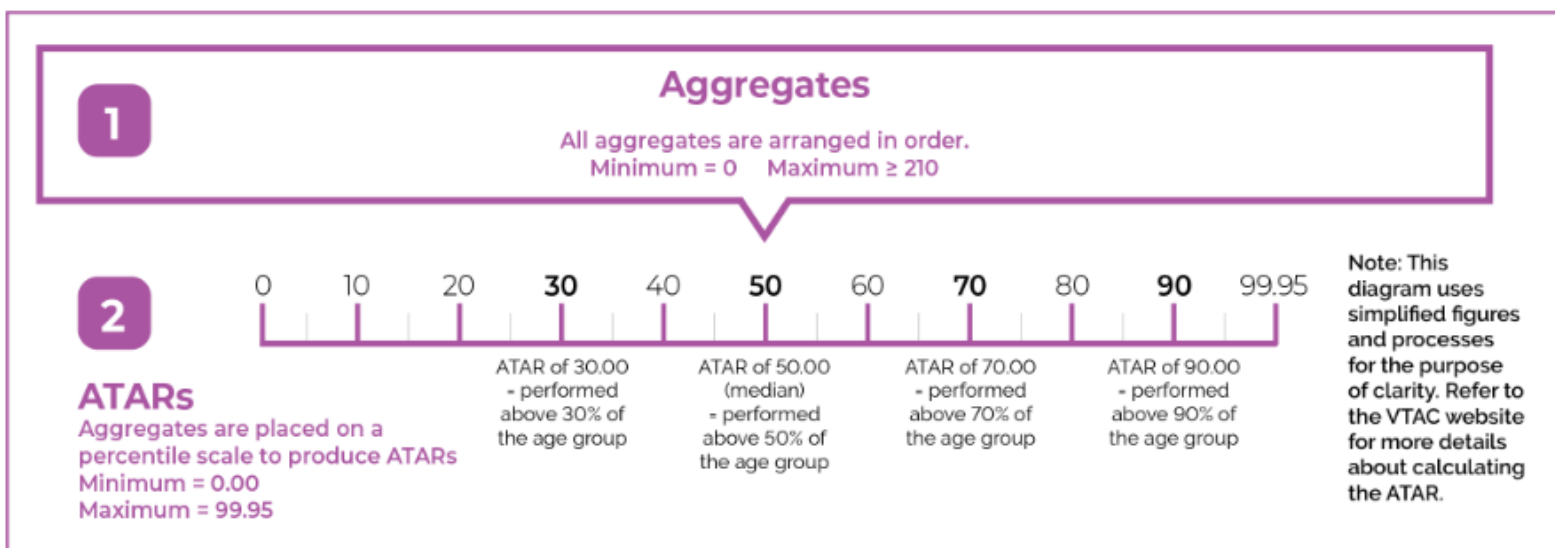 1
Aggregates
All aggregates are arranged in order.
Minimum = 0 Maximum ≥ 210
2
ATARs
Aggregates are placed on a
percentile scale to produce ATARs
Minimum = 0.00
Maximum = 99.95
0 10 20 30 40 50 60 70 80 90 99.95
ATAR of 30.00
= performed
above 30% of
the age group
ATAR of 50.00
(median)
= performed
above 50% of
the age group
ATAR of 70.00
= performed
above 70% of
the age group
ATAR of 90.00
= performed
above 90% of
the age group
Note: This
diagram uses
simplified figures
and processes
for the purpose
of clarity. Refer to
the VTAC website
for more details
about calculating
the ATAR.